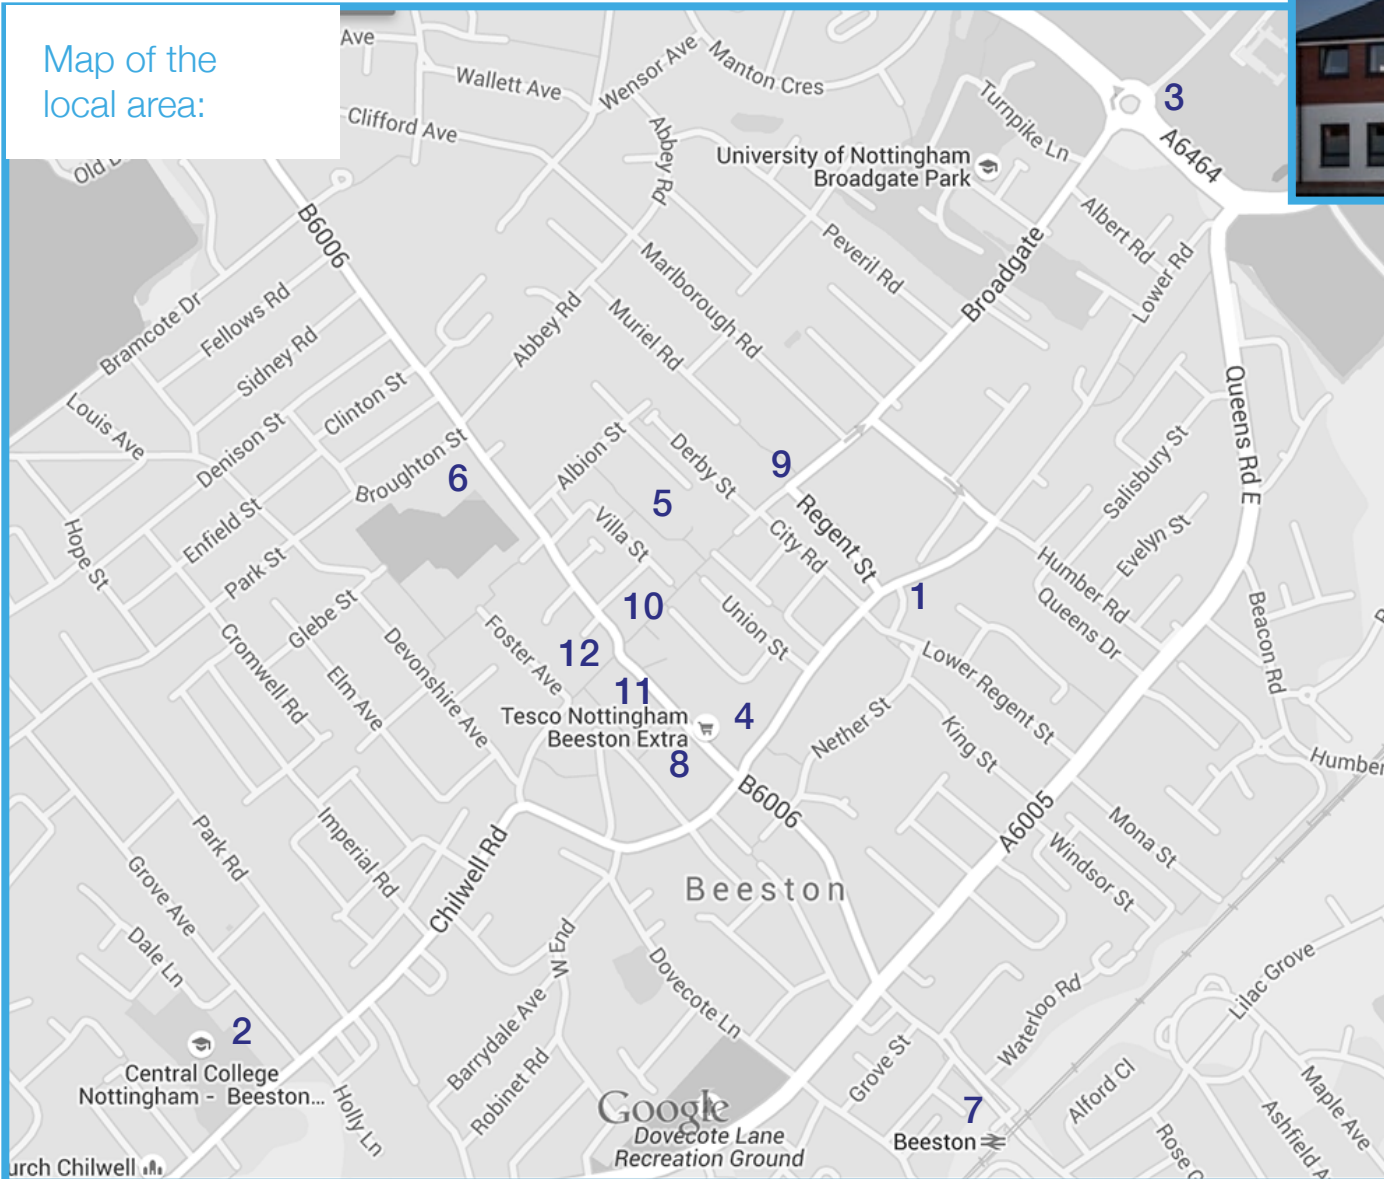 Map of the
local area:
Ave
Wallett Ave
Wensor Ave
Manton Cres
Clifford Ave
Abbey Rd
Turnpike Ln
3
A6464
University of Nottingham
Broadgate Park
Old
B6006
Albert Rd
Lower Rd
Peveril Rd
Broadgate
Marlborough Rd
Bramcote Dr
Fellows Rd
Sidney Rd
Abbey Rd
Muriel Rd
Queens Rd E
Louis Ave
Clinton St
Denison St
Broughton St
6
Albion St
Derby St
9
5
Salisbury St
Evelyn St
Villa St
City Rd
Regent St
Hope St
Enfield St
Park St
Glebe St
1
Humber Rd
Queens Dr
Beacon Rd
10
Union St
12
Foster Ave
Devonshire Ave
Cromwell Rd
Elm Ave
Lower Regent St
11
Tesco Nottingham
Beeston Extra
4
8
Nether St
King St
Humber
B6006
A6005
Mona St
Windsor St
Imperial Rd
Park Rd
Chilwell Rd
Grove Ave
Beeston
Dale Ln
W End
Dovecote Ln
Lilac Grove
Waterloo Rd
2
Central College
Nottingham - Beeston...
Barrydale Ave
Robinet Rd
Holly Ln
Grove St
Google
Dovecote Lane
Recreation Ground
7
Beeston
Alford Cl
Maple Ave
Ashfield A
Rose C
urch Chilwell